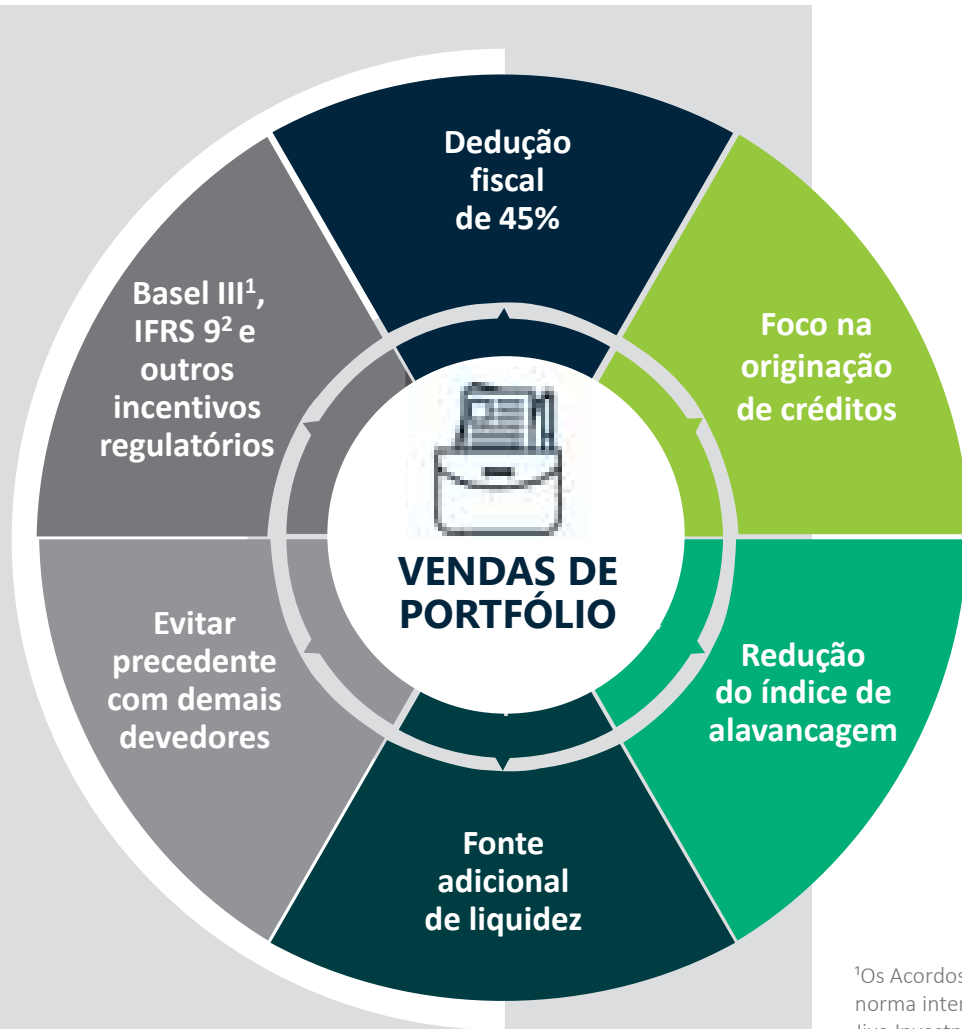 Dedução
fiscal
de 45%
Foco na
originação
de créditos
Redução
do índice de
alavancagem
Fonte
adicional
de liquidez
Evitar
precedente
com demais
devedores
Basel III¹,
IFRS 9² e
outros
incentivos
regulatórios
VENDAS DE
PORTFÓLIO
¹Os Acordos
norma